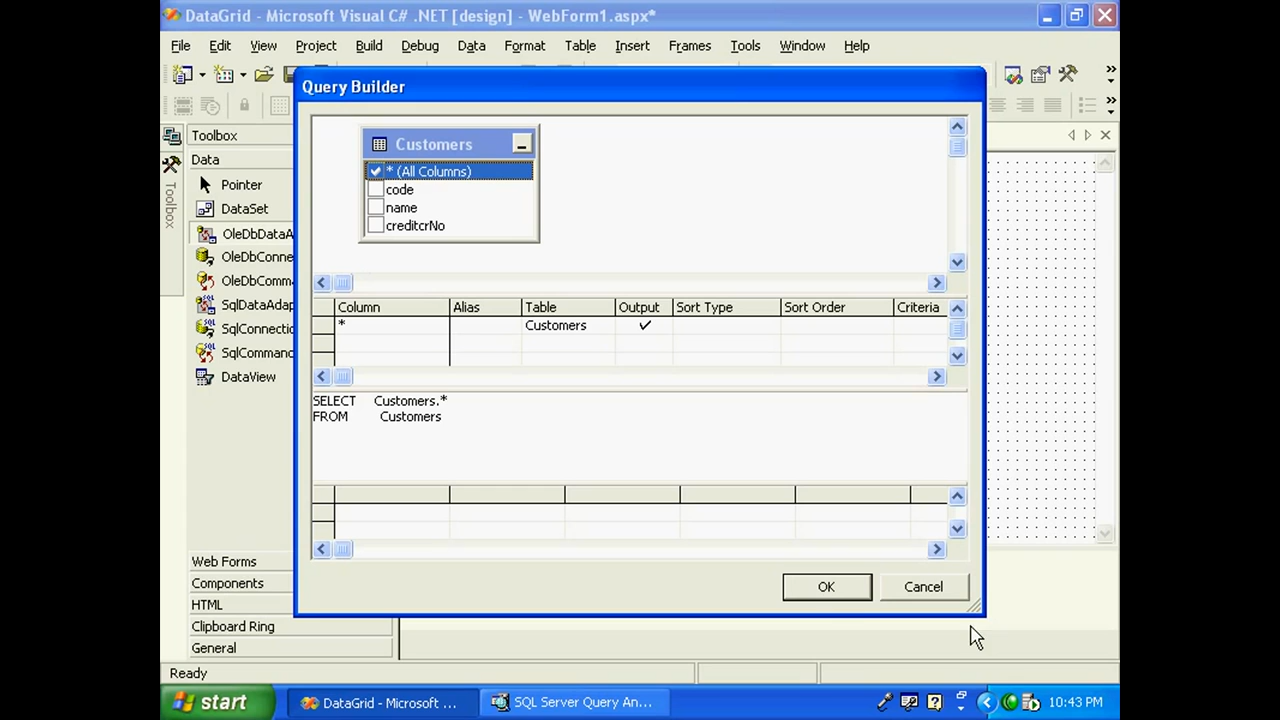 DataGrid - Microsoft Visual C# .NET [design] - WebForm1.aspx*
File Edit View Project Build Debug Data Format Table Insert Frames Tools Window Help
Query Builder
Toolbox
Data
Pointer
DataSet
OleDbDataA
OleDbConne
OleDbComma
SqlDataAdap
SqlConnectio
SqlCommand
DataView
Web Forms
Components
HTML
Clipboard Ring
General
Toolbox
Customers
* (All Columns)
code
name
creditcrNo
Column Alias Table Output Sort Type Sort Order Criteria
* Customers
SELECT Customers.*
FROM Customers
OK Cancel
Ready
start DataGrid - Microsoft ... SQL Server Query An... 10:43 PM